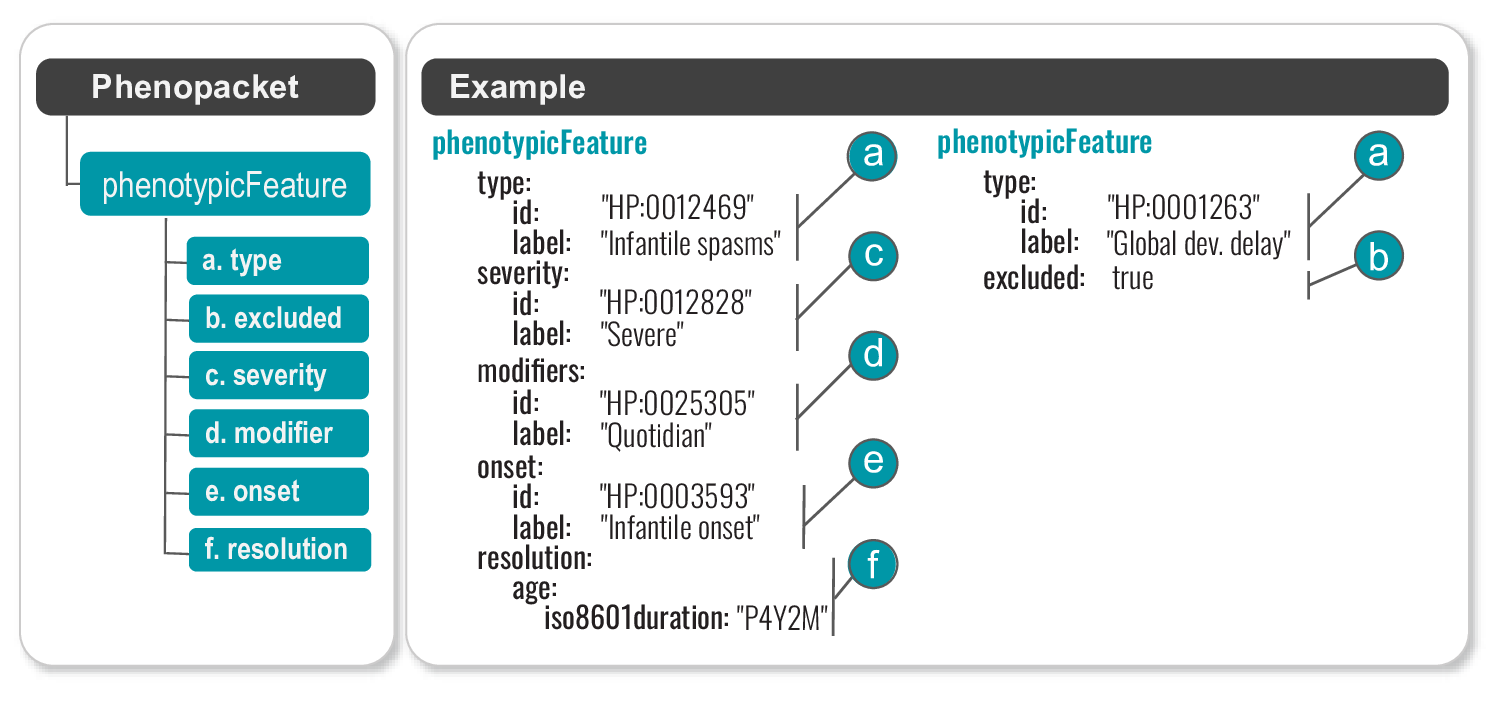 Phenopacket
phenotypicFeature
a. type
b. excluded
c. severity
d. modifier
e. onset
f. resolution
Example
phenotypicFeature
type:
id: "HP:0012469"
label: "Infantile spasms"
a
severity:
id: "HP:0012828"
label: "Severe"
c
modifiers:
id: "HP:0025305"
label: "Quotidian"
d
onset:
id: "HP:0003593"
label: "Infantile onset"
e
resolution:
age:
iso8601duration: "P4Y2M"
f
phenotypicFeature
type:
id: "HP:0001263"
label: "Global dev. delay"
a
excluded: true
b